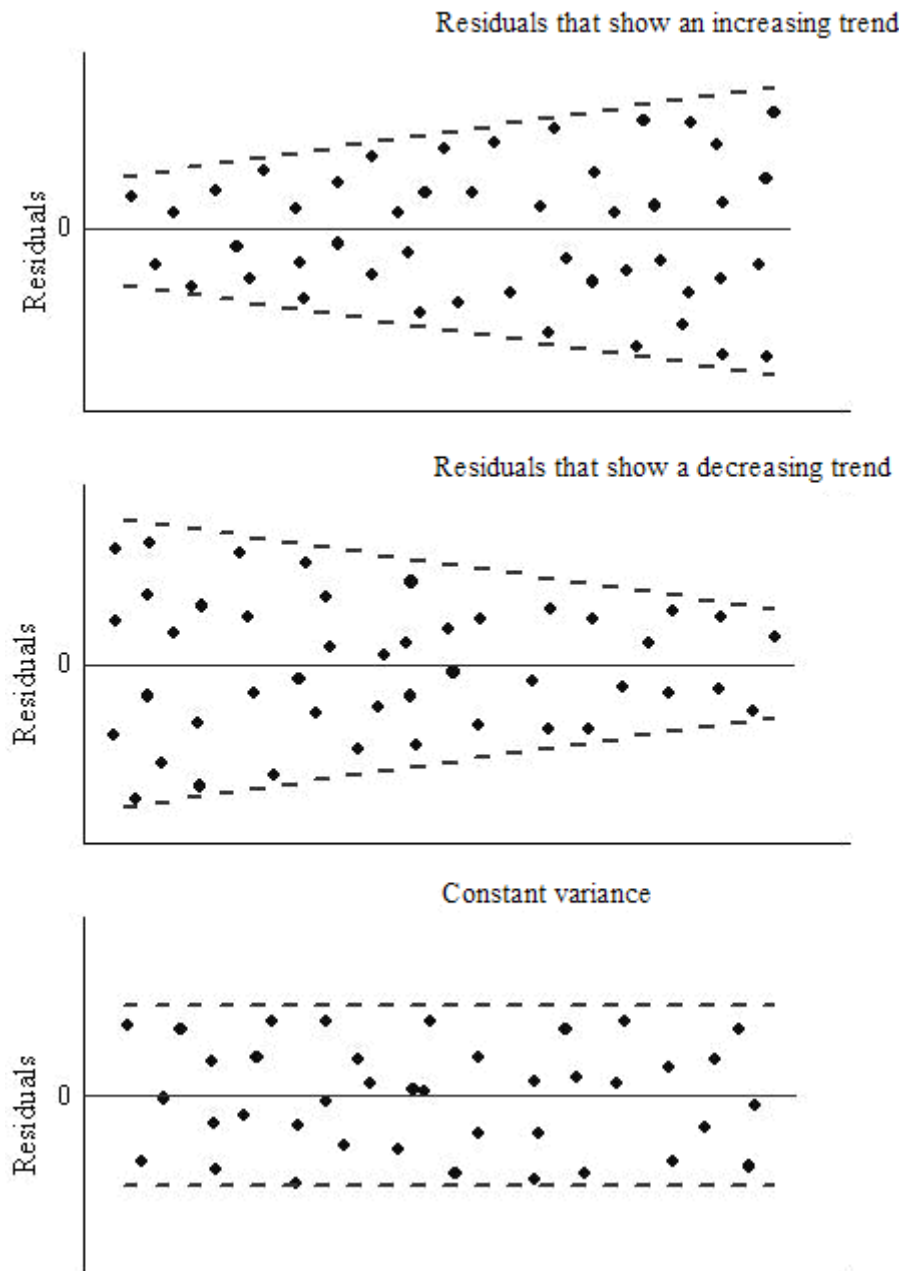 Residuals that show an increasing trend
Residuals
0
Residuals that show a decreasing trend
Residuals
0
Constant variance
Residuals
0